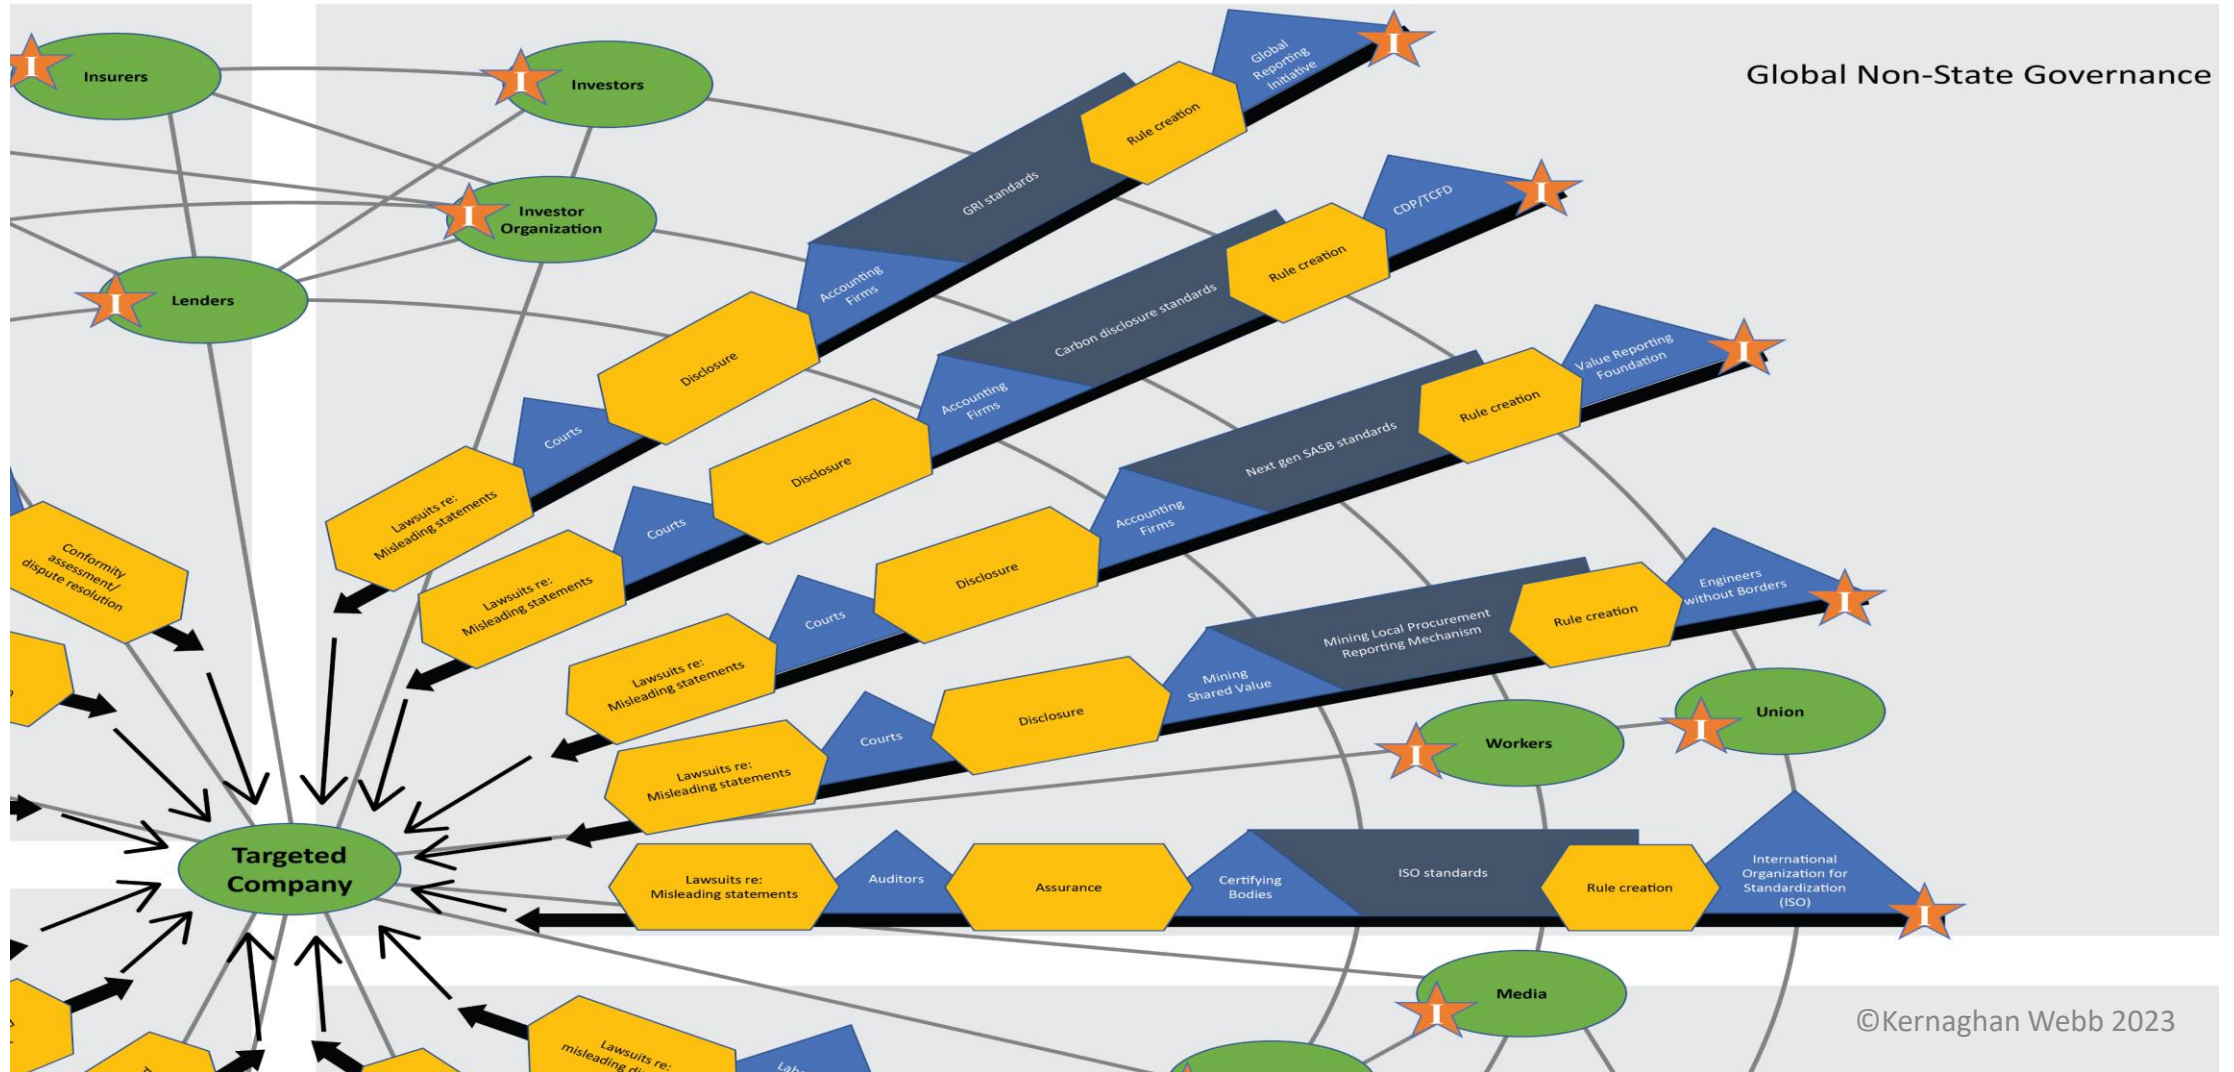 Global Non-State Governance
I
Insurers
I
Investors
I
Investor
Organization
I
Lenders
Global
Reporting
Initiative
I
Rule creation
GRI standards
Accounting
Firms
Disclosure
Courts
Lawsuits re:
Misleading statements
CDP/TCFD
I
Rule creation
Carbon disclosure standards
Accounting
Firms
Disclosure
Courts
Lawsuits re:
Misleading statements
Value Reporting
Foundation
I
Rule creation
Next gen SASB standards
Accounting
Firms
Disclosure
Courts
Lawsuits re:
Misleading statements
Engineers
without Borders
I
Rule creation
Mining Local Procurement
Reporting Mechanism
Mining
Shared Value
Disclosure
Courts
Lawsuits re:
Misleading statements
Conformity
assessment/
dispute resolution
I
Workers
I
Union
Targeted
Company
Lawsuits re:
Misleading statements
Auditors
Assurance
Certifying
Bodies
ISO standards
Rule creation
International
Organization for
Standardization
(ISO)
I
Media
I
Lawsuits re:
misleading
©Kernaghan Webb 2023